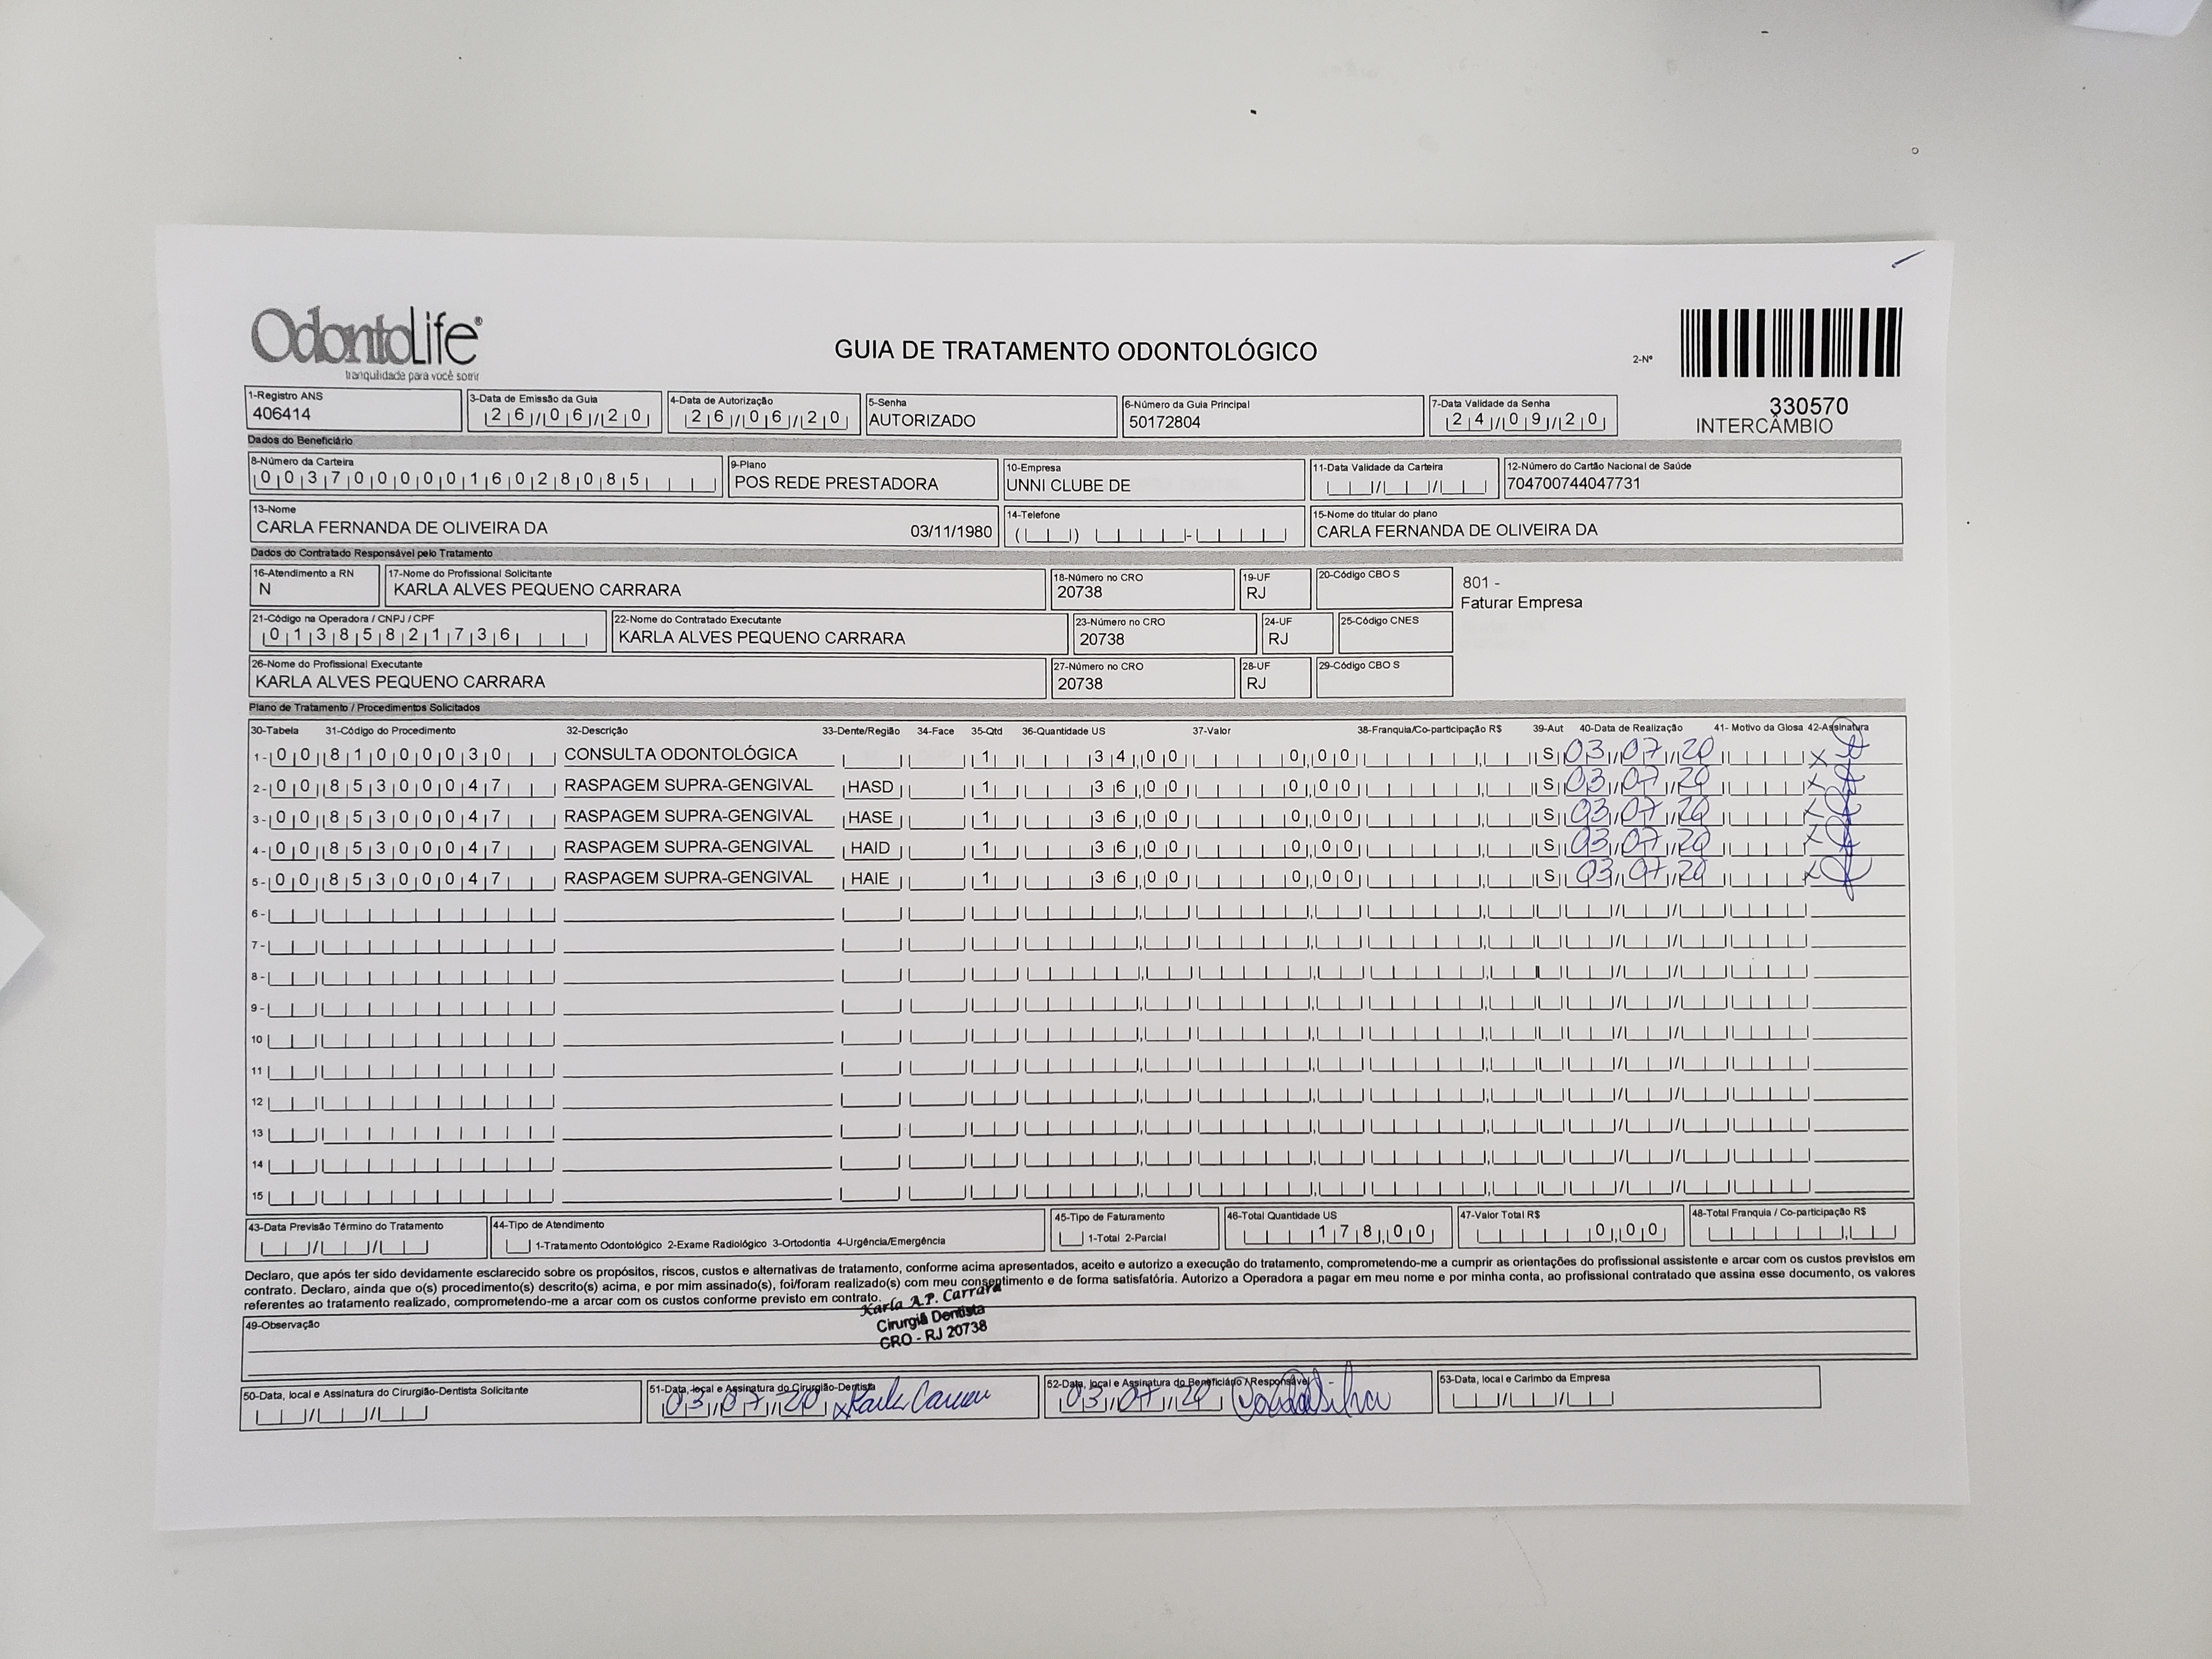 OdontoLife®
tranquilidade para você sorrir
GUIA DE TRATAMENTO ODONTOLÓGICO
2-Nº
330570
INTERCÂMBIO
1-Registro ANS 3-Data de Emissão da Guia 4-Data de Autorização 5-Senha 6-Número da Guia Principal 7-Data Validade da Senha
406414 26/06/20 26/06/20 AUTORIZADO 50172804 24/09/20
Dados do Beneficiário
8-Número da Carteira 9-Plano 10-Empresa 11-Data Validade da Carteira 12-Número do Cartão Nacional de Saúde
00370000016028085 POS REDE PRESTADORA UNNI CLUBE DE 704700744047731
13-Nome 14-Telefone 15-Nome do titular do plano
CARLA FERNANDA DE OLIVEIRA DA 03/11/1980 CARLA FERNANDA DE OLIVEIRA DA
Dados do Contratado Responsável pelo Tratamento
16-Atendimento a RN 17-Nome do Profissional Solicitante 18-Número no CRO 19-UF 20-Código CBO S
N KARLA ALVES PEQUENO CARRARA 20738 RJ
801 -
Faturar Empresa
21-Código na Operadora / CNPJ / CPF 22-Nome do Contratado Executante 23-Número no CRO 24-UF 25-Código CNES
01385821736 KARLA ALVES PEQUENO CARRARA 20738 RJ
26-Nome do Profissional Executante 27-Número no CRO 28-UF 29-Código CBO S
KARLA ALVES PEQUENO CARRARA 20738 RJ
Plano de Tratamento / Procedimentos Solicitados
30-Tabela 31-Código do Procedimento 32-Descrição 33-Dente/Região 34-Face 35-Qtd 36-Quantidade US 37-Valor 38-Franquia/Co-participação R$ 39-Aut 40-Data de Realização 41- Motivo da Glosa 42-Assinatura
1- 00 81000030 CONSULTA ODONTOLÓGICA 1 34,00 0,00 S 03/07/20 x
2- 00 85300047 RASPAGEM SUPRA-GENGIVAL HASD 1 36,00 0,00 S 03/07/20 x
3- 00 85300047 RASPAGEM SUPRA-GENGIVAL HASE 1 36,00 0,00 S 03/07/20 x
4- 00 85300047 RASPAGEM SUPRA-GENGIVAL HAID 1 36,00 0,00 S 03/07/20 x
5- 00 85300047 RASPAGEM SUPRA-GENGIVAL HAIE 1 36,00 0,00 S 03/07/20 x
6-
7-
8-
9-
10
11
12
13
14
15
43-Data Previsão Término do Tratamento 44-Tipo de Atendimento 45-Tipo de Faturamento 46-Total Quantidade US 47-Valor Total R$ 48-Total Franquia / Co-participação R$
1-Tratamento Odontológico 2-Exame Radiológico 3-Ortodontia 4-Urgência/Emergência 1-Total 2-Parcial 178,00 0,00
Declaro, que após ter sido devidamente esclarecido sobre os propósitos, riscos, custos e alternativas de tratamento, conforme acima apresentados, aceito e autorizo a execução do tratamento, comprometendo-me a cumprir as orientações do profissional assistente e arcar com os custos previstos em
contrato. Declaro, ainda que o(s) procedimento(s) descrito(s) acima, e por mim assinado(s), foi/foram realizado(s) com meu consentimento e de forma satisfatória. Autorizo a Operadora a pagar em meu nome e por minha conta, ao profissional contratado que assina esse documento, os valores
referentes ao tratamento realizado, comprometendo-me a arcar com os custos conforme previsto em contrato.
Karla A.P. Carrara
Cirurgiã Dentista
CRO - RJ 20738
49-Observação
50-Data, local e Assinatura do Cirurgião-Dentista Solicitante 51-Data, local e Assinatura do Cirurgião-Dentista 52-Data, local e Assinatura do Beneficiário / Responsável 53-Data, local e Carimbo da Empresa
03/07/20 x Karla Carrara 03/07/20